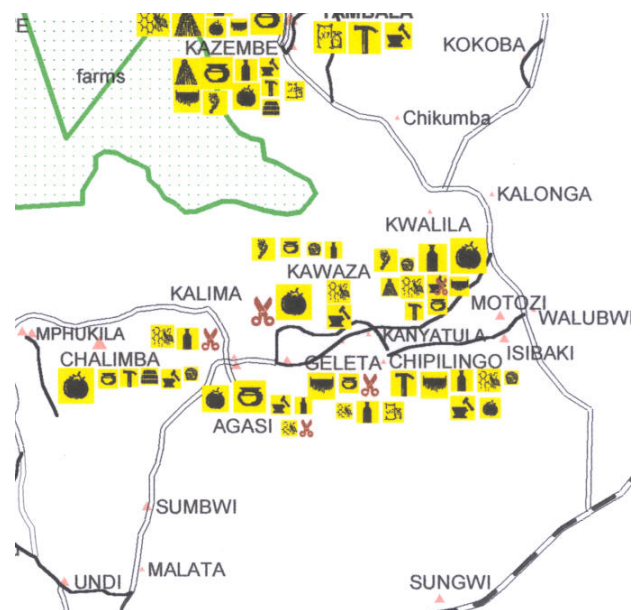 E
KAZEMBE
KOKOBA
farms
Chikumba
KALONGA
KWALILA
KAWAZA
KALIMA
MOTOZI
WALUBWI
MPHUKILA
KANYATULA
ISIBAKI
CHALIMBA
GELETA
CHIPILINGO
AGASI
SUMBWI
MALATA
UNDI
SUNGWI